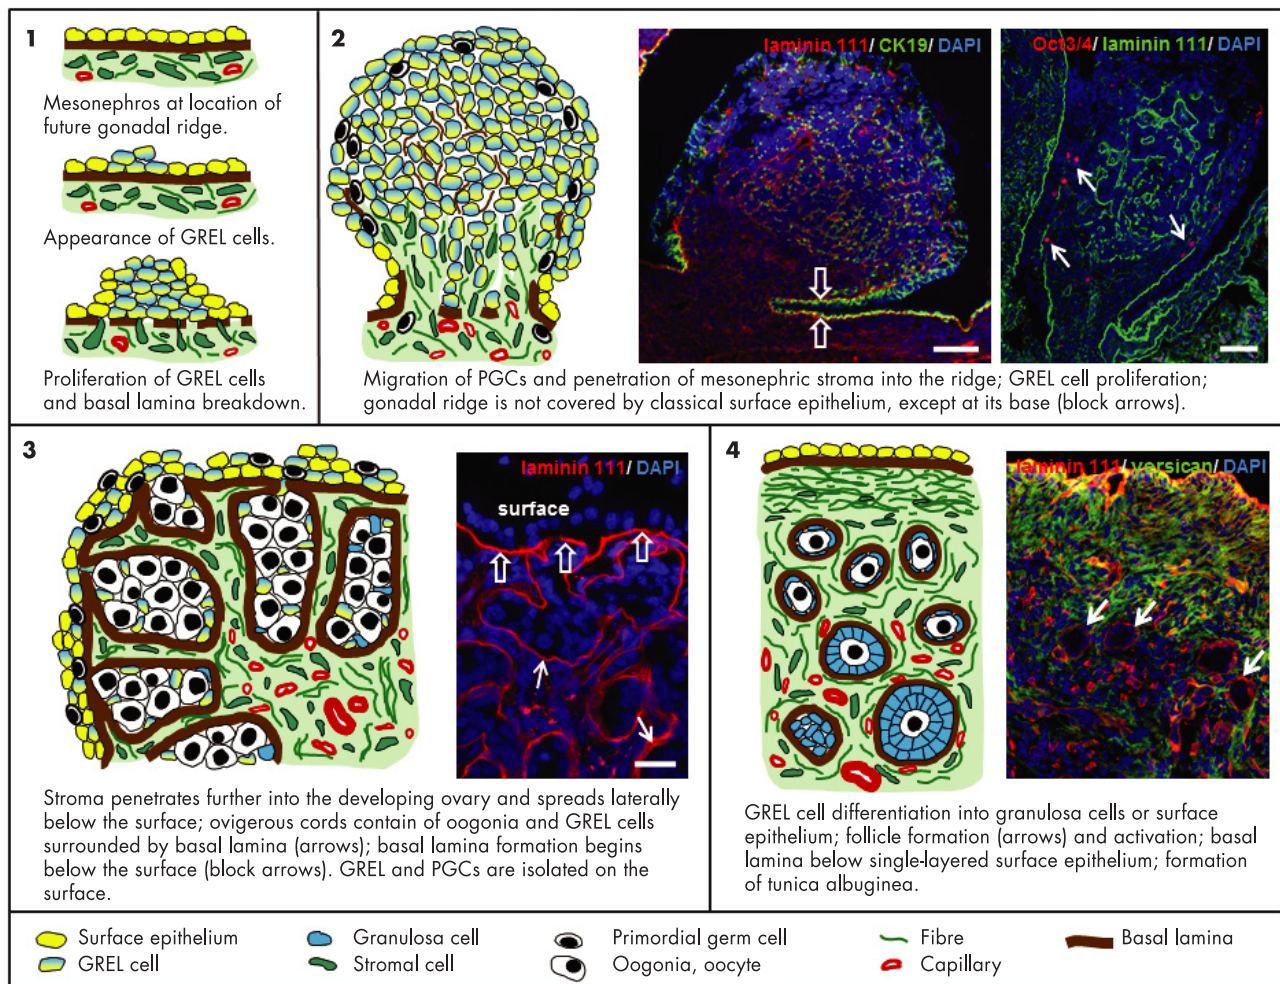 1
Mesonephros at location of
future gonadal ridge.
Appearance of GREL cells.
Proliferation of GREL cells
and basal lamina breakdown.
2
laminin 111/ CK19/ DAPI
Oct3/4/ laminin 111/ DAPI
Migration of PGCs and penetration of mesonephric stroma into the ridge; GREL cell proliferation;
gonadal ridge is not covered by classical surface epithelium, except at its base (block arrows).
3
laminin 111/ DAPI
surface
Stroma penetrates further into the developing ovary and spreads laterally
below the surface; ovigerous cords contain of oogonia and GREL cells
surrounded by basal lamina (arrows); basal lamina formation begins
below the surface (block arrows). GREL and PGCs are isolated on the
surface.
4
laminin 111/ versican/ DAPI
GREL cell differentiation into granulosa cells or surface
epithelium; follicle formation (arrows) and activation; basal
lamina below single-layered surface epithelium; formation
of tunica albuginea.
Surface epithelium
Granulosa cell
Primordial germ cell
Fibre
Basal lamina
GREL cell
Stromal cell
Oogonia, oocyte
Capillary